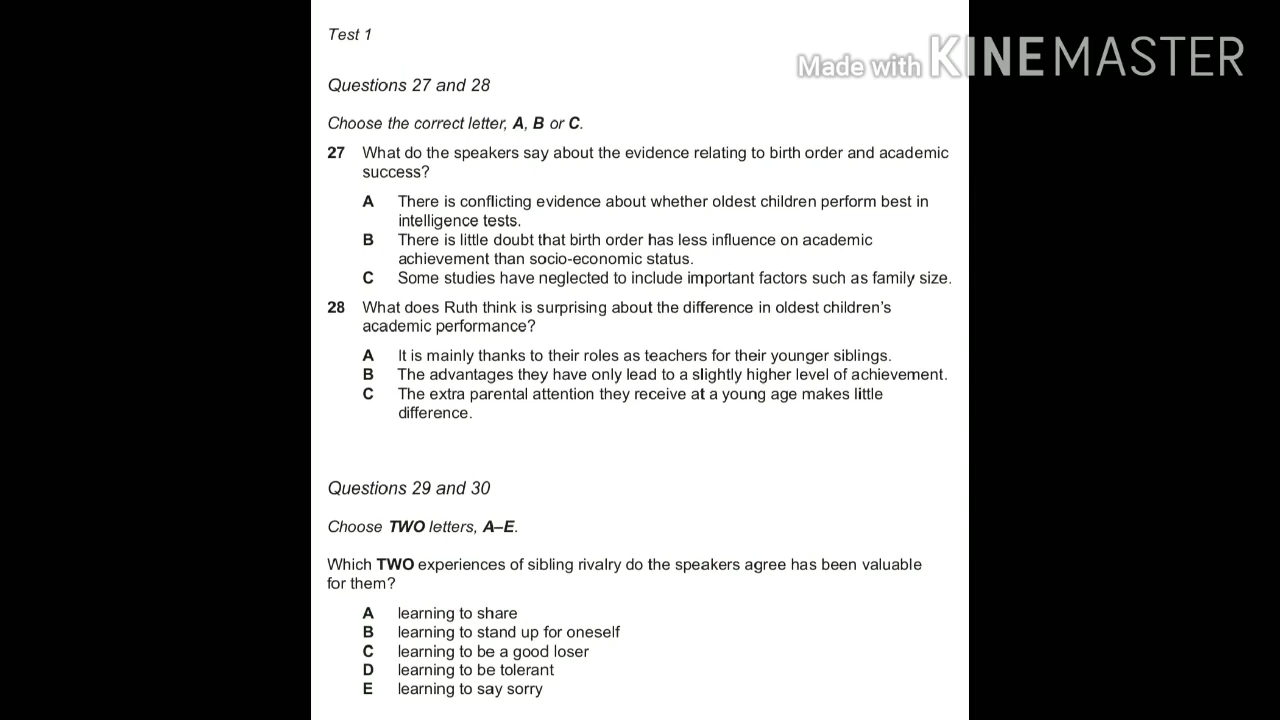 Test 1
Made with KINEMASTER
Questions 27 and 28
Choose the correct letter, A, B or C.
27 What do the speakers say about the evidence relating to birth order and academic
success?
A There is conflicting evidence about whether oldest children perform best in
intelligence tests.
B There is little doubt that birth order has less influence on academic
achievement than socio-economic status.
C Some studies have neglected to include important factors such as family size.
28 What does Ruth think is surprising about the difference in oldest children's
academic performance?
A It is mainly thanks to their roles as teachers for their younger siblings.
B The advantages they have only lead to a slightly higher level of achievement.
C The extra parental attention they receive at a young age makes little
difference.
Questions 29 and 30
Choose TWO letters, A–E.
Which TWO experiences of sibling rivalry do the speakers agree has been valuable
for them?
A learning to share
B learning to stand up for oneself
C learning to be a good loser
D learning to be tolerant
E learning to say sorry